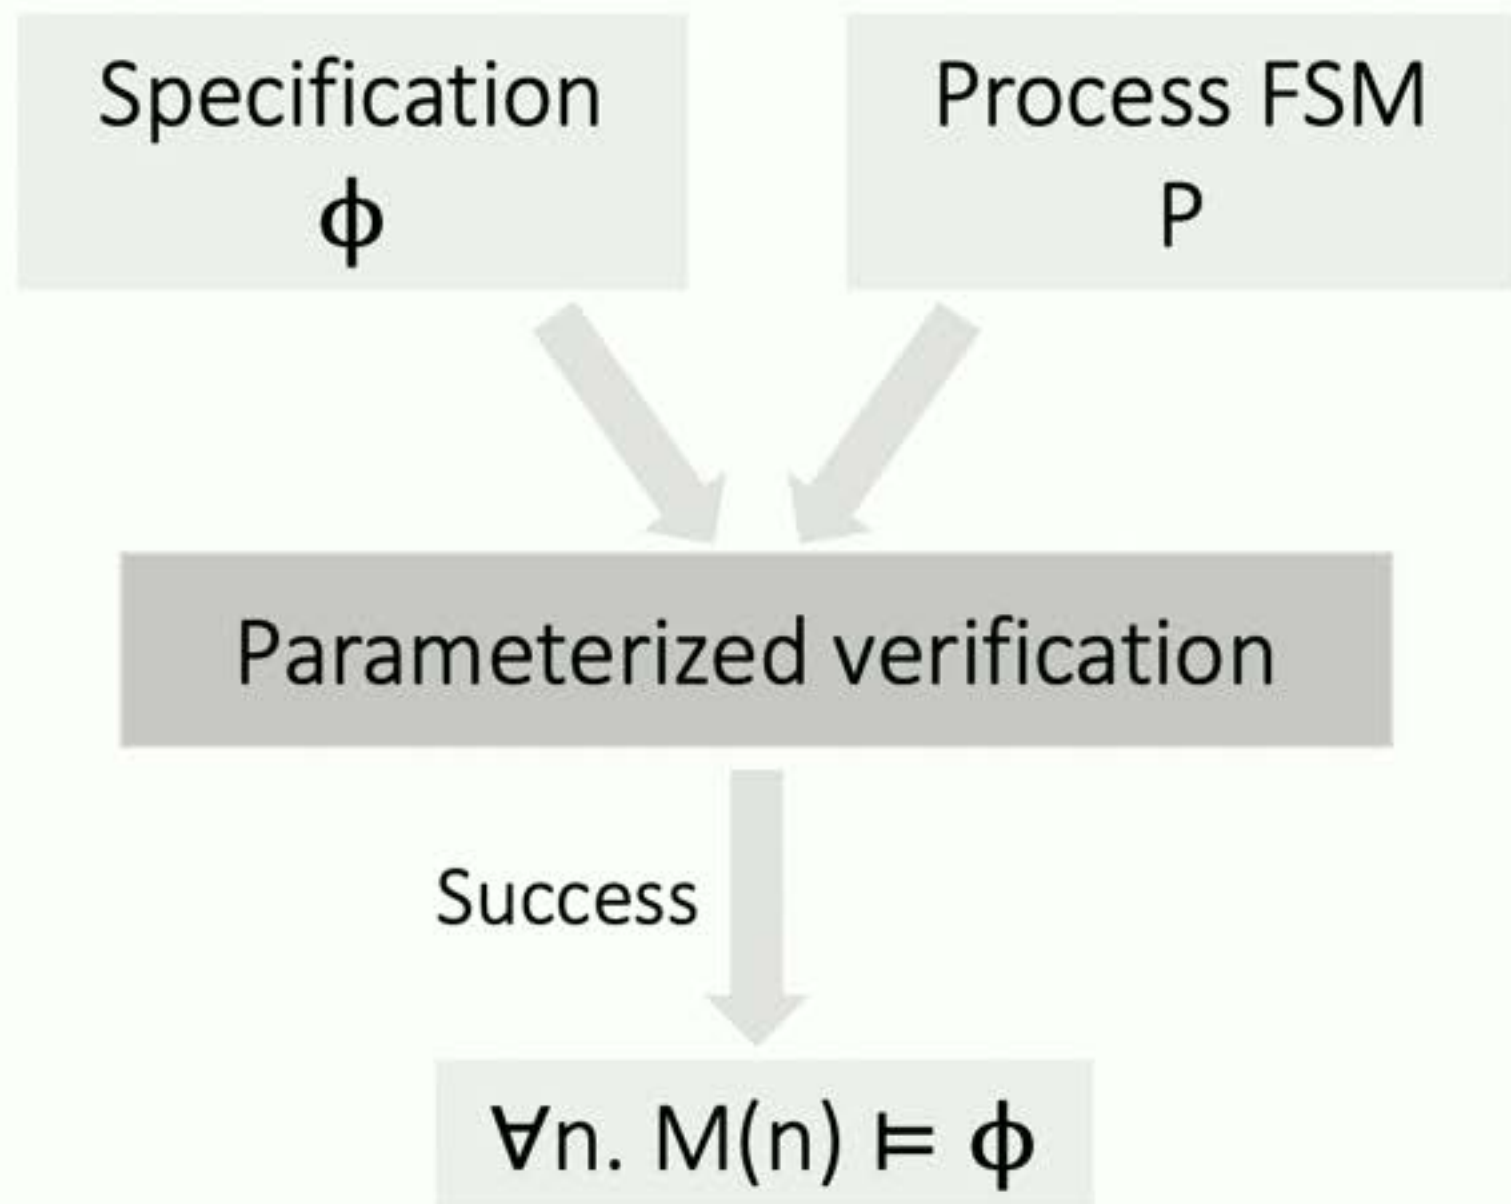 Specification
ϕ
Process FSM
P
Parameterized verification
Success
∀n. M(n) ⊨ ϕ